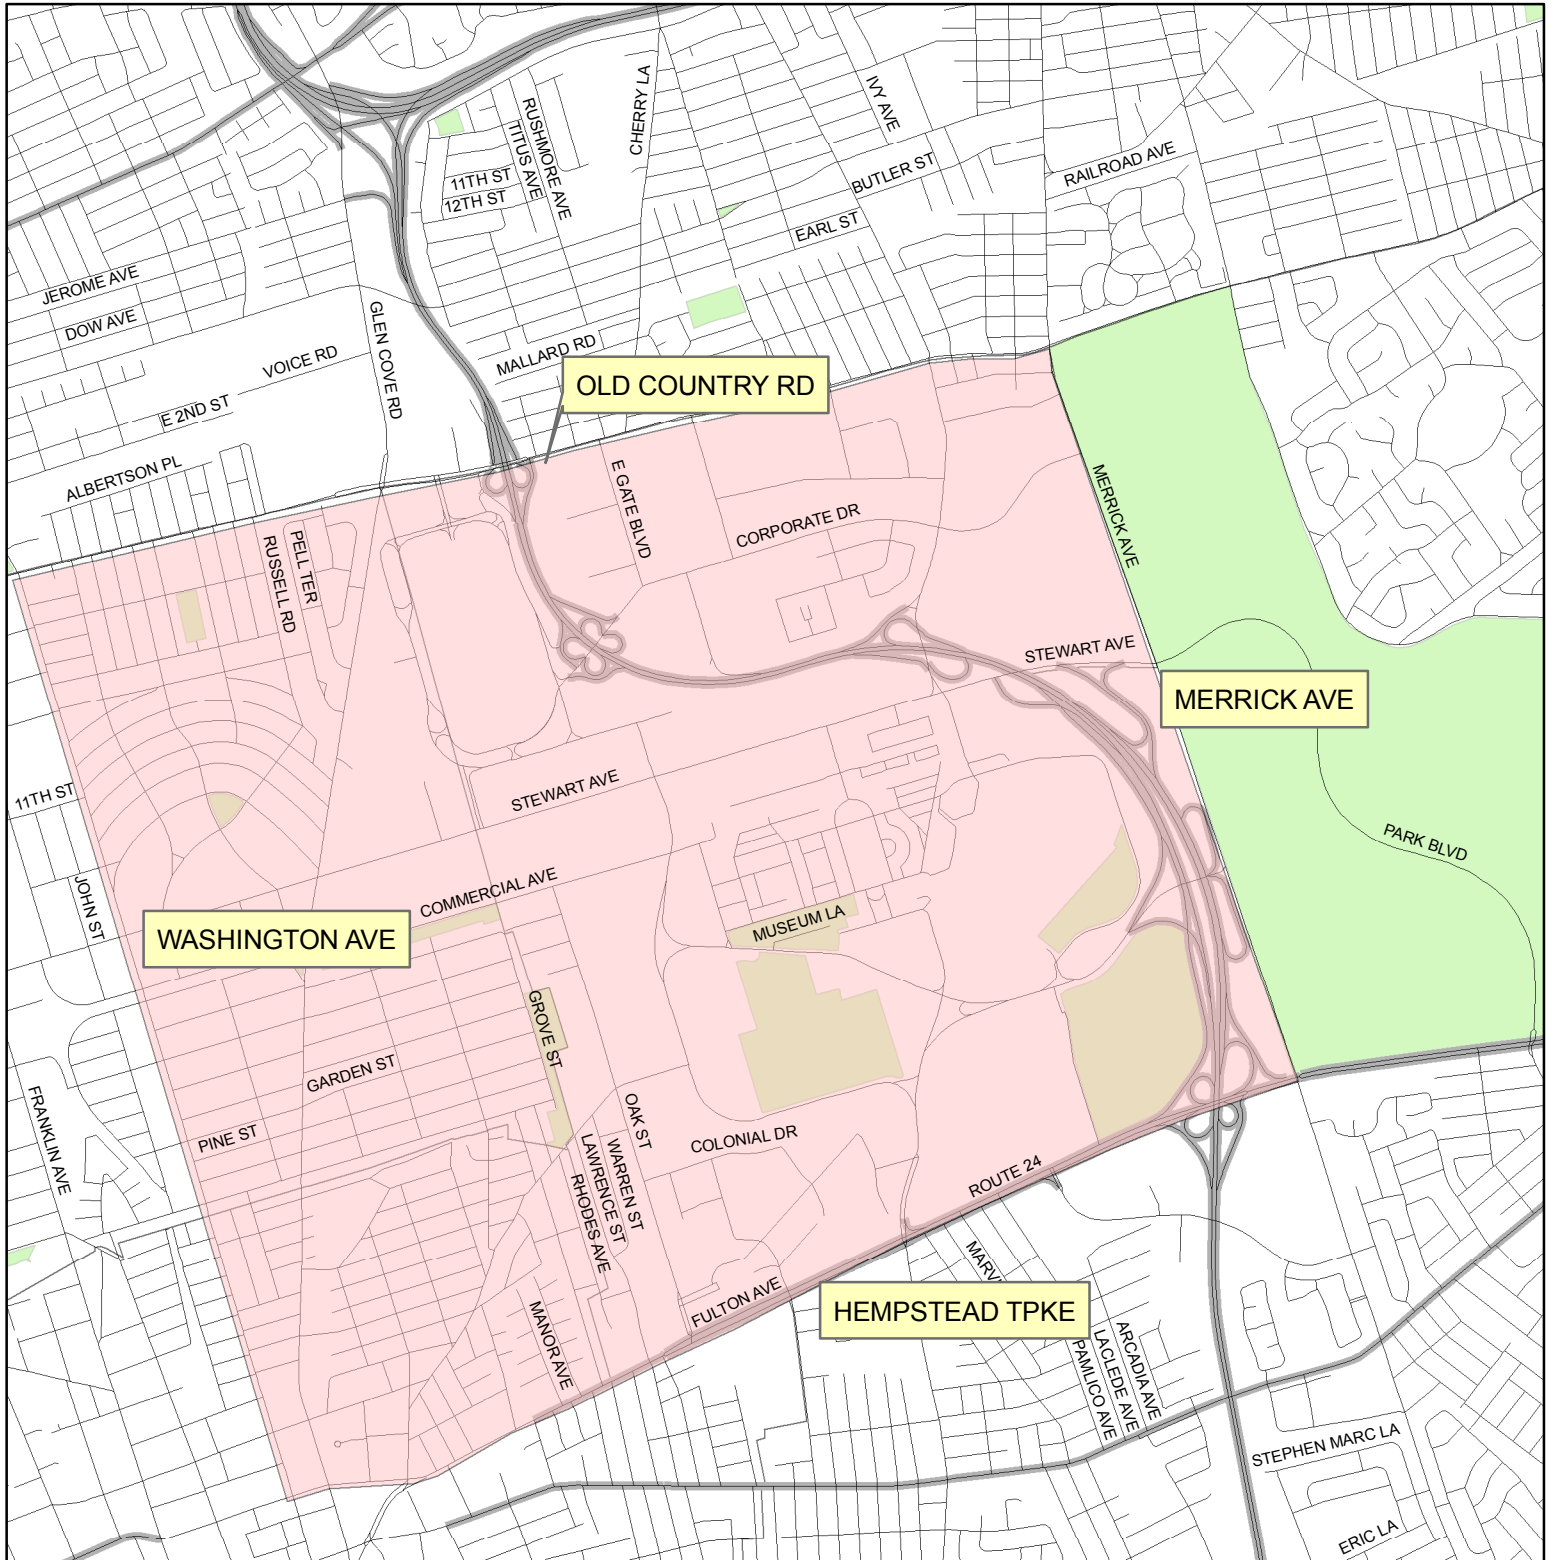 CHERRY LA
IVY AVE
RUSHMORE AVE
TITUS AVE
11TH ST
12TH ST
BUTLER ST
RAILROAD AVE
EARL ST
JEROME AVE
DOW AVE
GLEN COVE RD
VOICE RD
MALLARD RD
OLD COUNTRY RD
E 2ND ST
ALBERTSON PL
E GATE BLVD
MERRICK AVE
CORPORATE DR
PELL TER
RUSSELL RD
STEWART AVE
MERRICK AVE
11TH ST
STEWART AVE
PARK BLVD
JOHN ST
COMMERCIAL AVE
MUSEUM LA
WASHINGTON AVE
GROVE ST
GARDEN ST
FRANKLIN AVE
PINE ST
OAK ST
COLONIAL DR
WARREN ST
LAWRENCE ST
RHODES AVE
ROUTE 24
MANOR AVE
FULTON AVE
HEMPSTEAD TPKE
ARCADIA AVE
LACLEDE AVE
PAMLICO AVE
STEPHEN MARC LA
ERIC LA